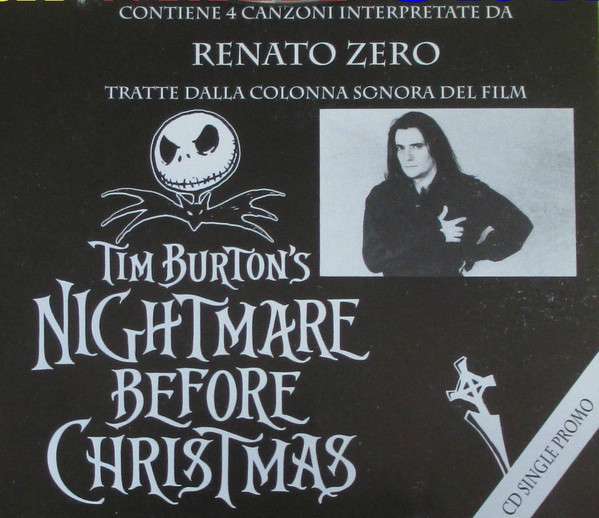 CONTIENE 4 CANZONI INTERPRETATE DA
RENATO ZERO
TRATTE DALLA COLONNA SONORA DEL FILM
TIM BURTON'S
NIGHTMARE
BEFORE
CHRISTMAS
CD SINGLE PROMO